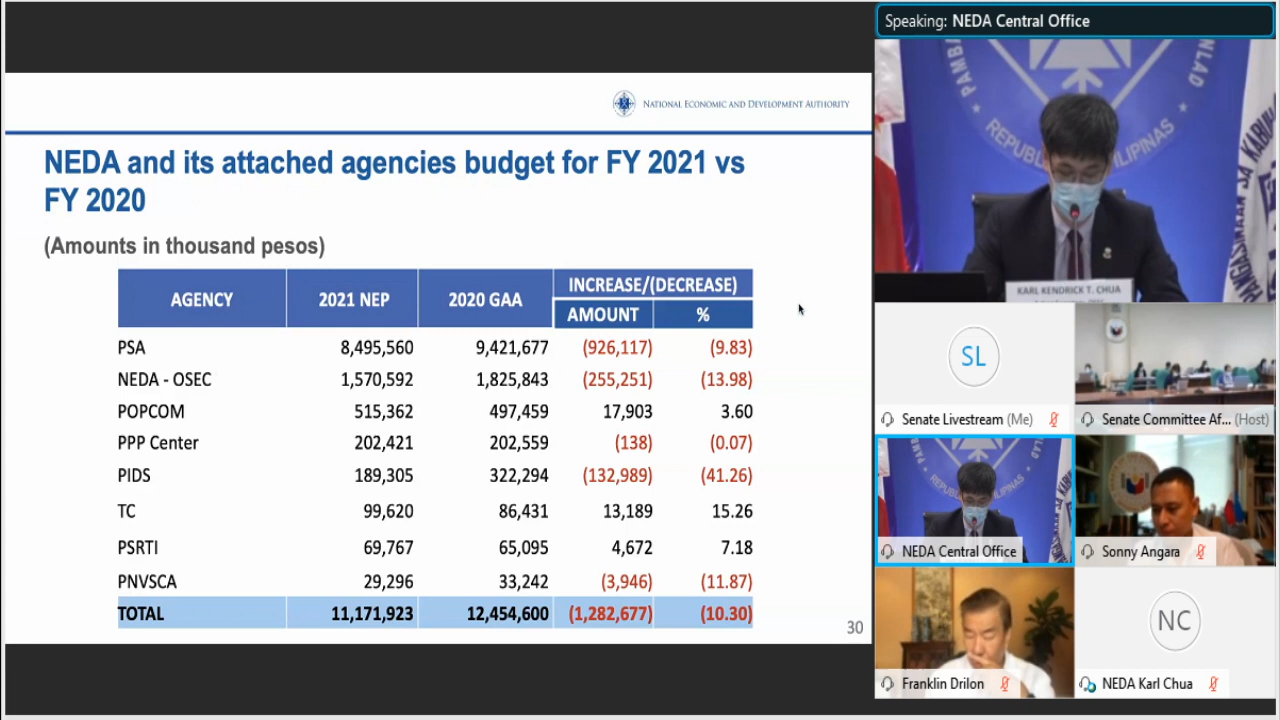 NATIONAL ECONOMIC AND DEVELOPMENT AUTHORITY
NEDA and its attached agencies budget for FY 2021 vs
FY 2020
(Amounts in thousand pesos)
AGENCY 2021 NEP 2020 GAA INCREASE/(DECREASE)
AMOUNT %
PSA 8,495,560 9,421,677 (926,117) (9.83)
NEDA - OSEC 1,570,592 1,825,843 (255,251) (13.98)
POPCOM 515,362 497,459 17,903 3.60
PPP Center 202,421 202,559 (138) (0.07)
PIDS 189,305 322,294 (132,989) (41.26)
TC 99,620 86,431 13,189 15.26
PSRTI 69,767 65,095 4,672 7.18
PNVSCA 29,296 33,242 (3,946) (11.87)
TOTAL 11,171,923 12,454,600 (1,282,677) (10.30)
30
Speaking: NEDA Central Office
REPUBLI
ILIPINAS
PANGASINAAN SA KABUH
KARL KENDRICK T. CHUA
SL
Senate Livestream (Me)
Senate Committee Af... (Host)
NEDA Central Office
Sonny Angara
Franklin Drilon
NC
NEDA Karl Chua